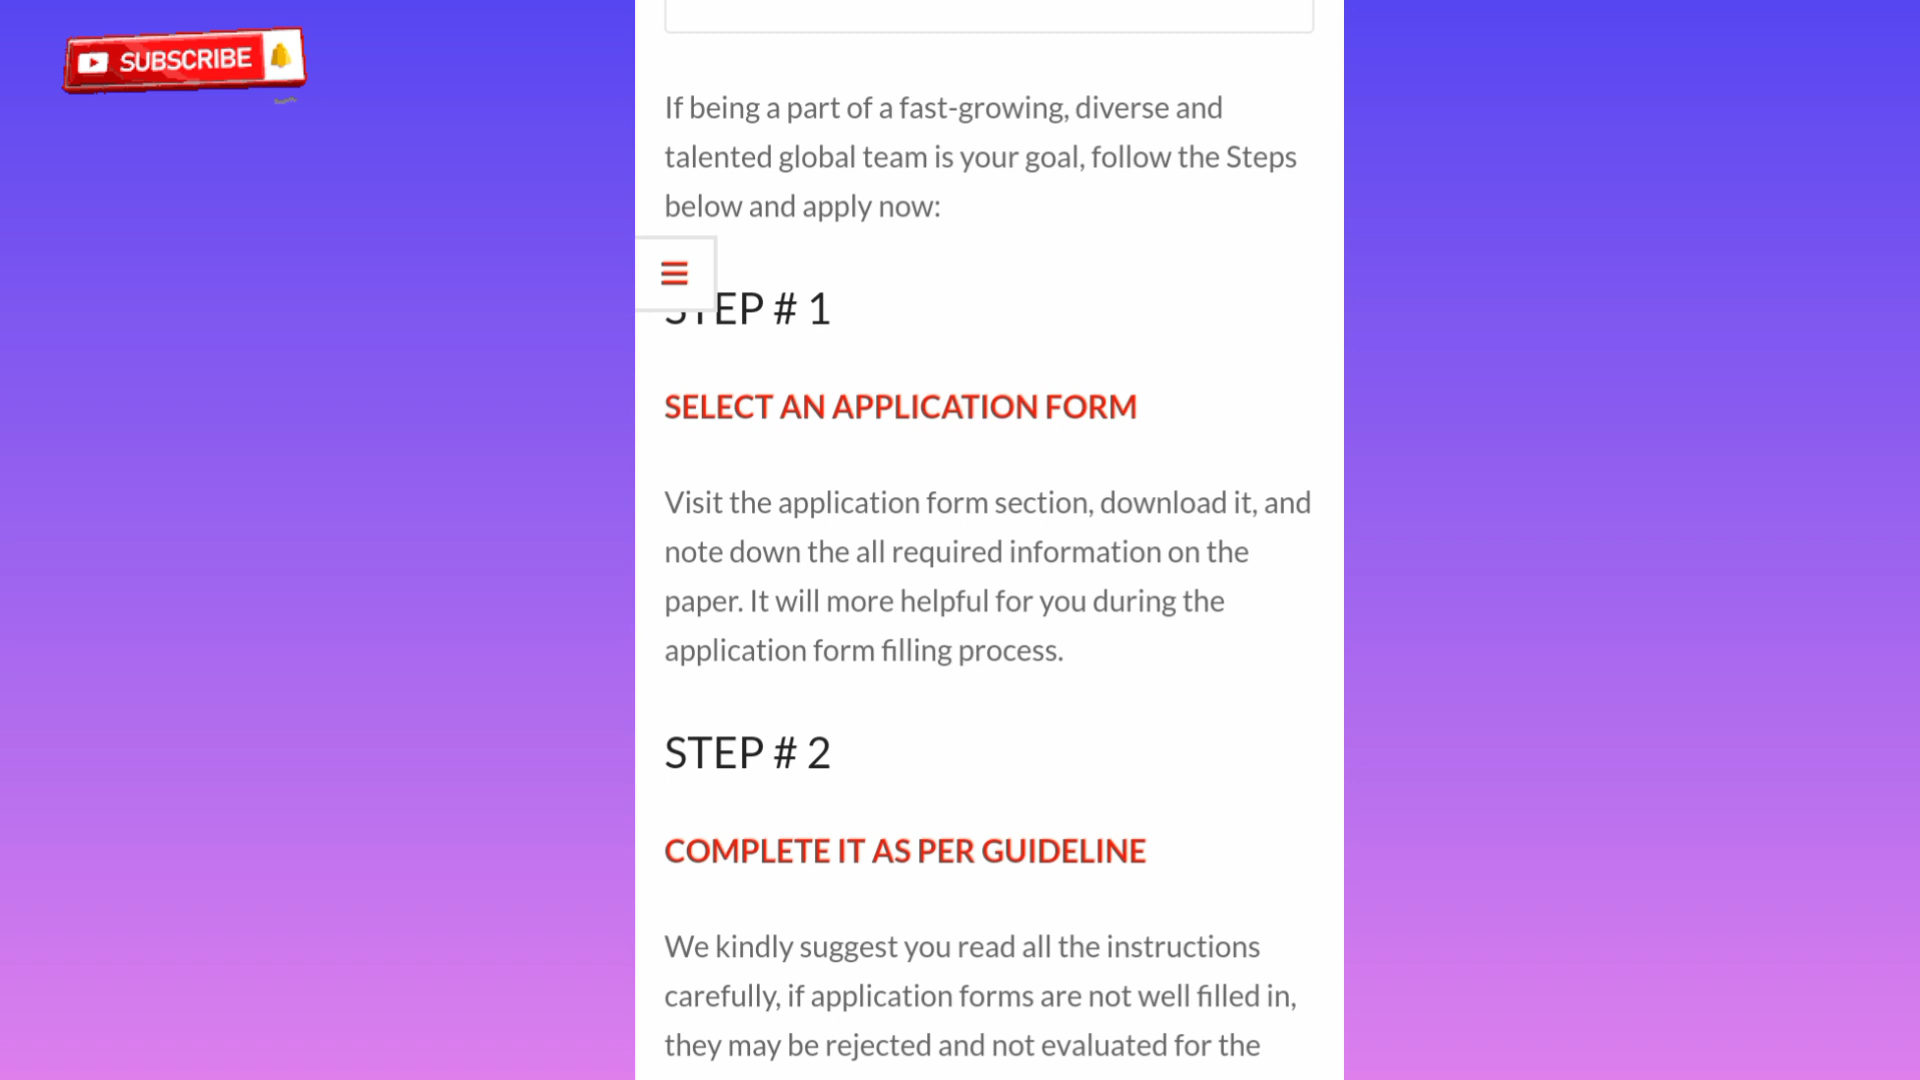 SUBSCRIBE
If being a part of a fast-growing, diverse and
talented global team is your goal, follow the Steps
below and apply now:
STEP # 1
SELECT AN APPLICATION FORM
Visit the application form section, download it, and
note down the all required information on the
paper. It will more helpful for you during the
application form filling process.
STEP # 2
COMPLETE IT AS PER GUIDELINE
We kindly suggest you read all the instructions
carefully, if application forms are not well filled in,
they may be rejected and not evaluated for the